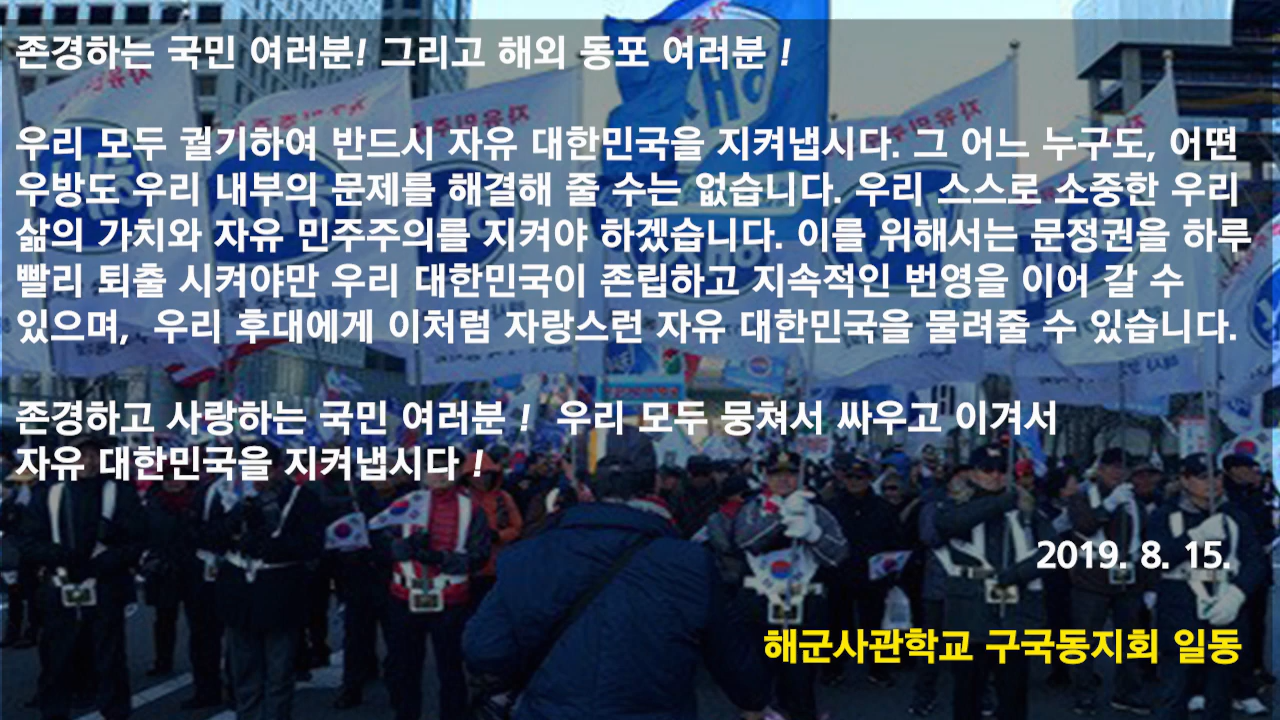 존경하는 국민 여러분! 그리고 해외 동포 여러분 !
우리 모두 궐기하여 반드시 자유 대한민국을 지켜냅시다. 그 어느 누구도, 어떤
우방도 우리 내부의 문제를 해결해 줄 수는 없습니다. 우리 스스로 소중한 우리
삶의 가치와 자유 민주주의를 지켜야 하겠습니다. 이를 위해서는 문정권을 하루
빨리 퇴출 시켜야만 우리 대한민국이 존립하고 지속적인 번영을 이어 갈 수
있으며, 우리 후대에게 이처럼 자랑스런 자유 대한민국을 물려줄 수 있습니다.
존경하고 사랑하는 국민 여러분 ! 우리 모두 뭉쳐서 싸우고 이겨서
자유 대한민국을 지켜냅시다 !
2019. 8. 15.
해군사관학교 구국동지회 일동